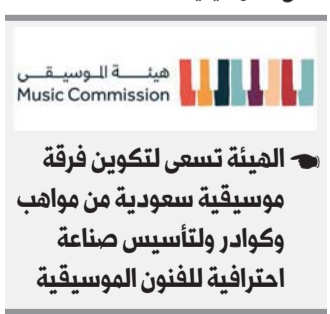 هيئة الموسيقى
Music Commission
الهيئة تسعى لتكوين فرقة
موسيقية سعودية من مواهب
وكوادر ولتأسيس صناعة
احترافية للفنون الموسيقية